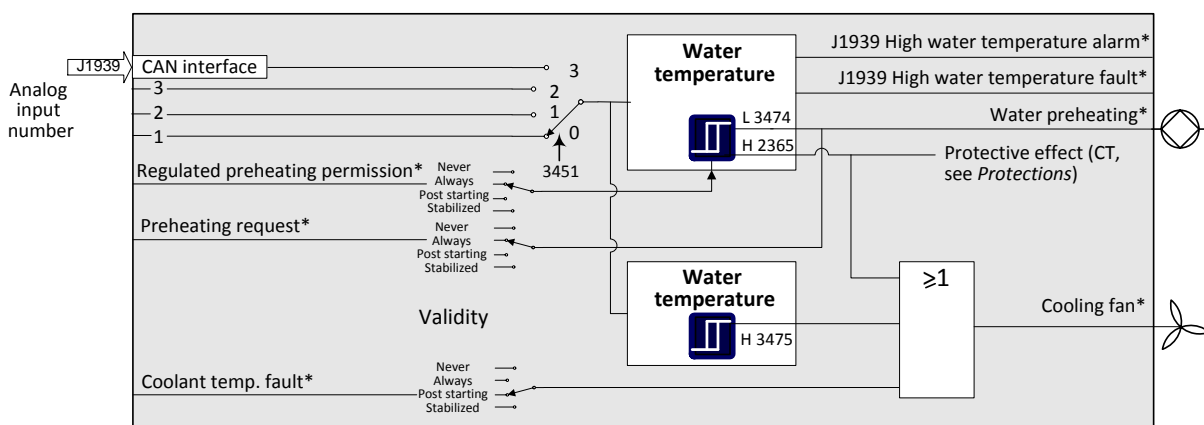 Analog
input
number
J1939
CAN interface
3
2
1
3
2
1
0
3451
Water
temperature
L 3474
H 2365
J1939 High water temperature alarm*
J1939 High water temperature fault*
Water preheating*
Protective effect (CT,
see Protections)
Regulated preheating permission*
Never
Always
Post starting
Stabilized
Preheating request*
Never
Always
Post starting
Stabilized
Water
temperature
H 3475
≥1
Cooling fan*
Validity
Coolant temp. fault*
Never
Always
Post starting
Stabilized